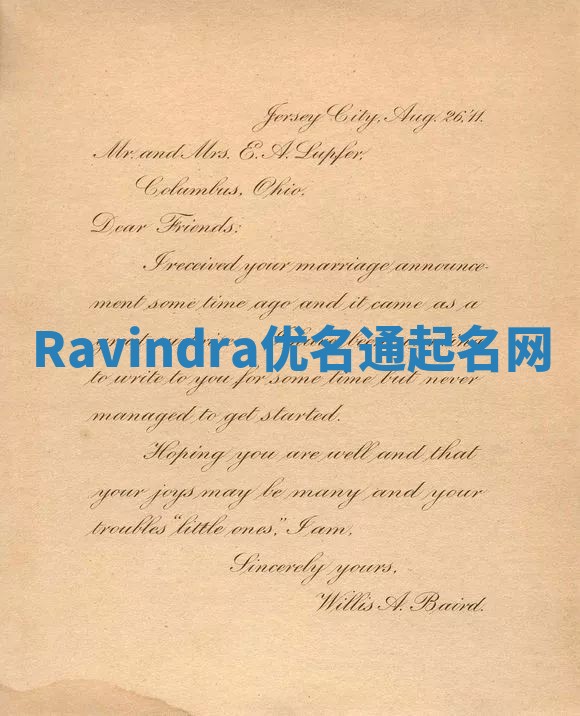 Jersey City, Aug. 26,'11.
Mr. and Mrs. E. A. Lupfer,
Columbus, Ohio.
Dear Friends:
I received your marriage announce-
ment some time ago and it came as a
Ravindra优名通起名网
to write to you for some time but never
managed to get started.
Hoping you are well and that
your joys may be many and your
troubles "little ones," I am,
Sincerely yours,
Willis A. Baird.